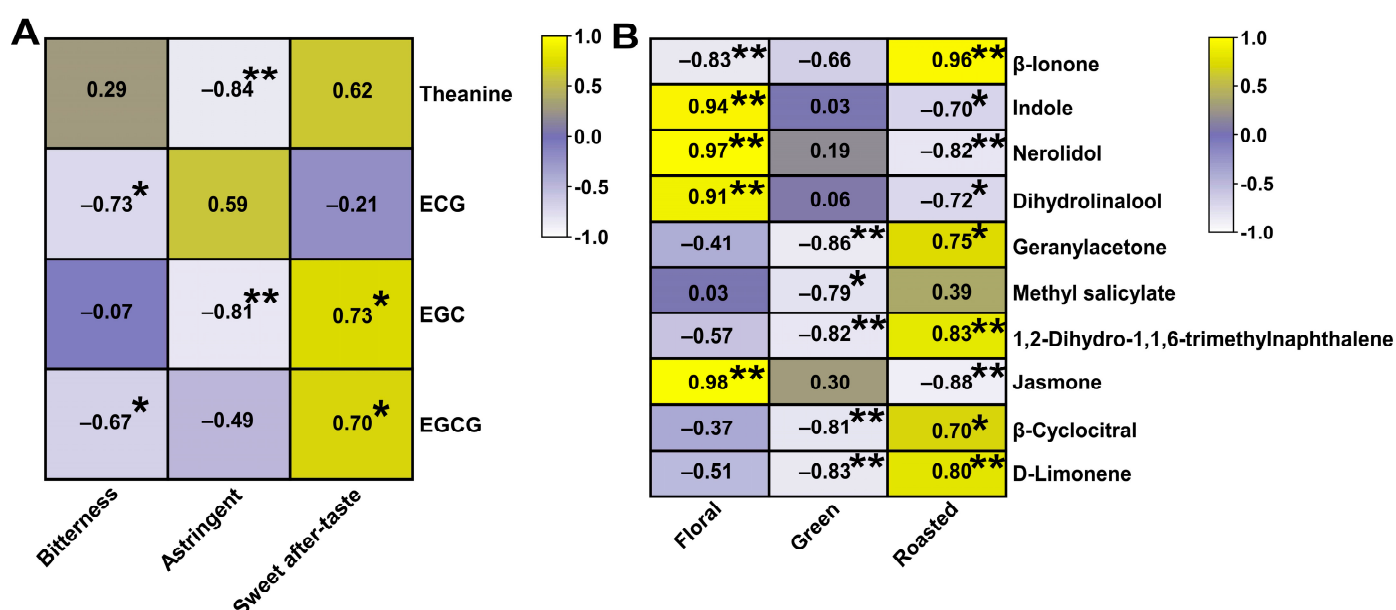 A
0.29 −0.84** 0.62 Theanine
−0.73* 0.59 −0.21 ECG
−0.07 −0.81** 0.73* EGC
−0.67* −0.49 0.70* EGCG
Bitterness Astringent Sweet after-taste
1.0
0.5
0.0
-0.5
-1.0
B
−0.83** −0.66 0.96** β-Ionone
0.94** 0.03 −0.70* Indole
0.97** 0.19 −0.82** Nerolidol
0.91** 0.06 −0.72* Dihydrolinalool
−0.41 −0.86** 0.75* Geranylacetone
0.03 −0.79* 0.39 Methyl salicylate
−0.57 −0.82** 0.83** 1,2-Dihydro-1,1,6-trimethylnaphthalene
0.98** 0.30 −0.88** Jasmone
−0.37 −0.81** 0.70* β-Cyclocitral
−0.51 −0.83** 0.80** D-Limonene
Floral Green Roasted
1.0
0.5
0.0
-0.5
-1.0